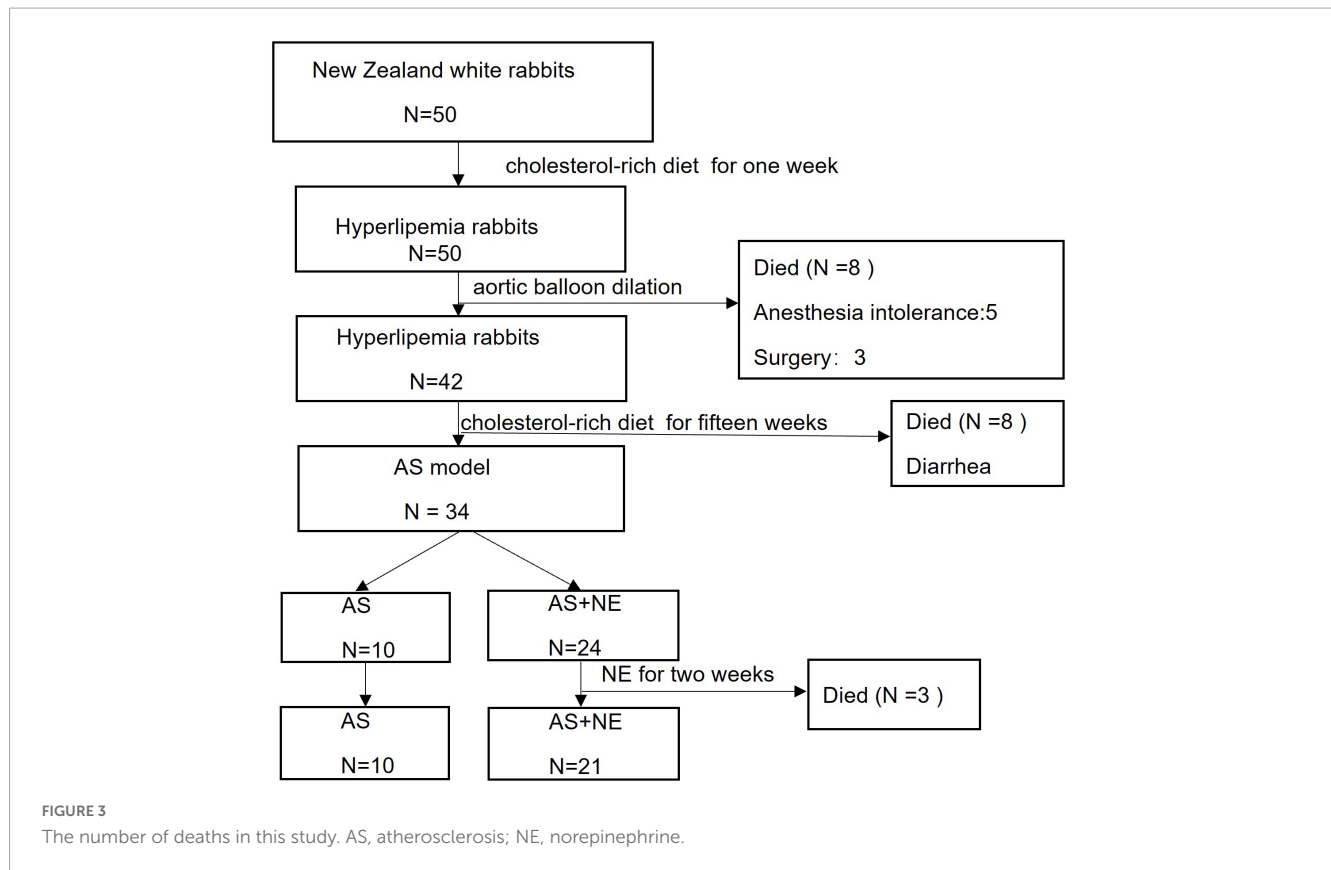 New Zealand white rabbits
N=50
cholesterol-rich diet for one week
Hyperlipemia rabbits
N=50
aortic balloon dilation
Died (N =8 )
Anesthesia intolerance:5
Surgery: 3
Hyperlipemia rabbits
N=42
cholesterol-rich diet for fifteen weeks
Died (N =8 )
Diarrhea
AS model
N = 34
AS
N=10
AS+NE
N=24
NE for two weeks
Died (N =3 )
AS
N=10
AS+NE
N=21
FIGURE 3
The number of deaths in this study. AS, atherosclerosis; NE, norepinephrine.